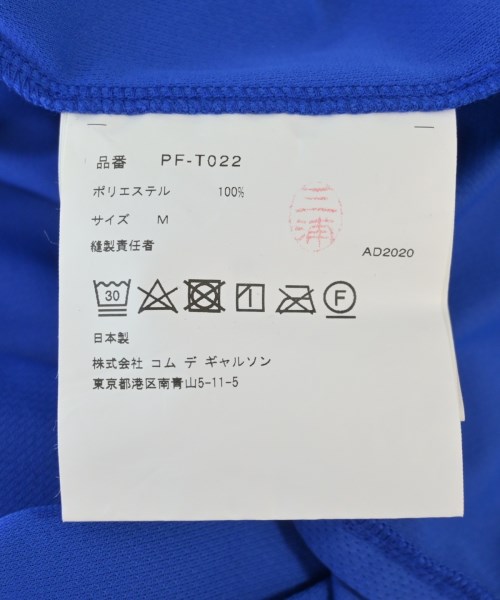 品番 PF-T022
ポリエステル 100%
サイズ M
縫製責任者
三浦
AD2020
30
F
日本製
株式会社 コム デ ギャルソン
東京都港区南青山5-11-5